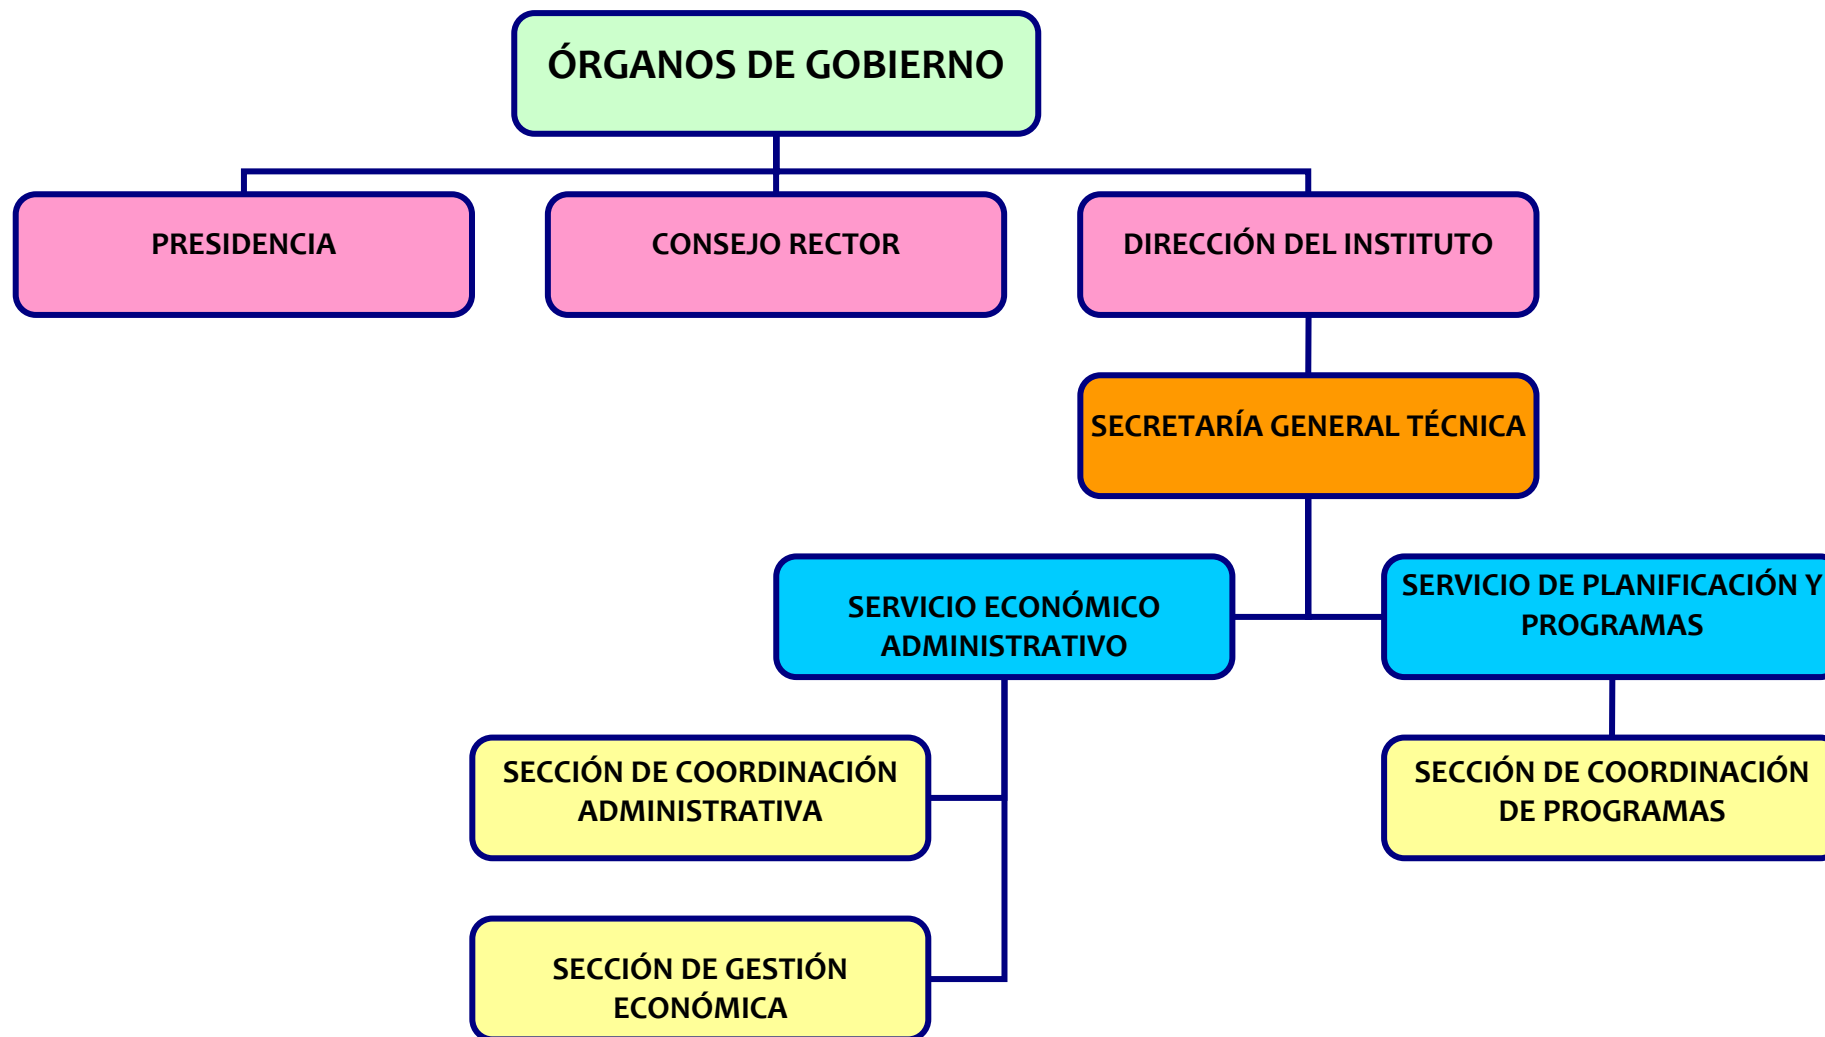 ÓRGANOS DE GOBIERNO
PRESIDENCIA
CONSEJO RECTOR
DIRECCIÓN DEL INSTITUTO
SECRETARÍA GENERAL TÉCNICA
SERVICIO ECONÓMICO
ADMINISTRATIVO
SERVICIO DE PLANIFICACIÓN Y
PROGRAMAS
SECCIÓN DE COORDINACIÓN
ADMINISTRATIVA
SECCIÓN DE COORDINACIÓN
DE PROGRAMAS
SECCIÓN DE GESTIÓN
ECONÓMICA